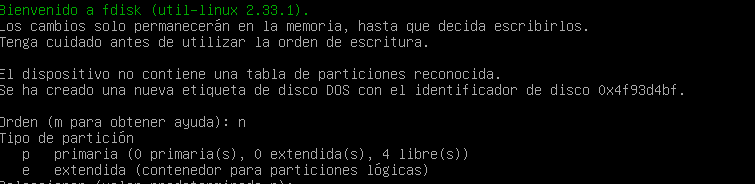 Bienvenido a fdisk (util-linux 2.33.1).
Los cambios solo permanecerán en la memoria, hasta que decida escribirlos.
Tenga cuidado antes de utilizar la orden de escritura.
El dispositivo no contiene una tabla de particiones reconocida.
Se ha creado una nueva etiqueta de disco DOS con el identificador de disco 0x4f93d4bf.
Orden (m para obtener ayuda): n
Tipo de partición
p primaria (0 primaria(s), 0 extendida(s), 4 libre(s))
e extendida (contenedor para particiones lógicas)